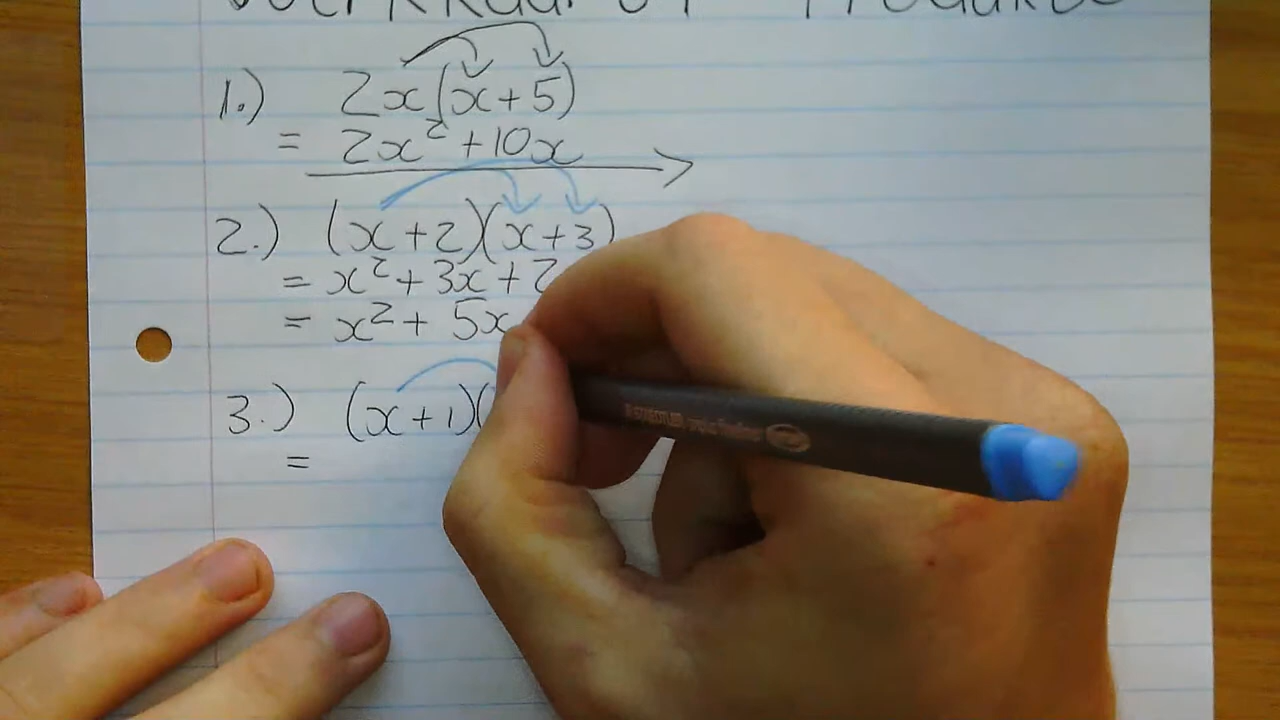 1.) 2x(x+5)
= 2x²+10x
2.) (x+2)(x+3)
= x²+3x+2
= x²+ 5x
3.) (x+1)(
=